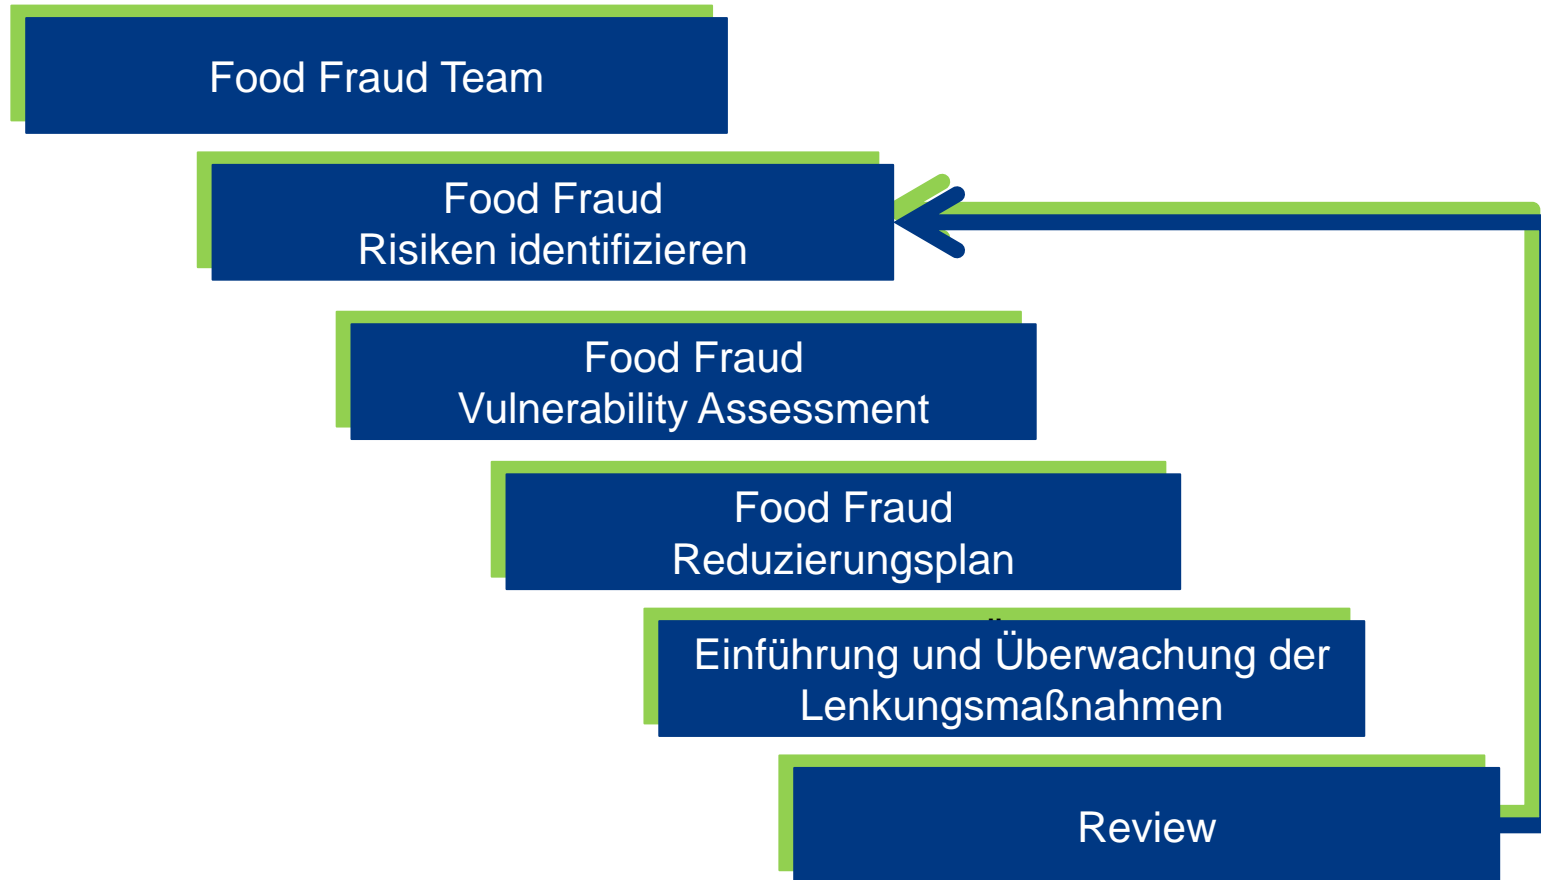 Food Fraud Team
Food Fraud
Risiken identifizieren
Food Fraud
Vulnerability Assessment
Food Fraud
Reduzierungsplan
Einführung und Überwachung der
Lenkungsmaßnahmen
Review